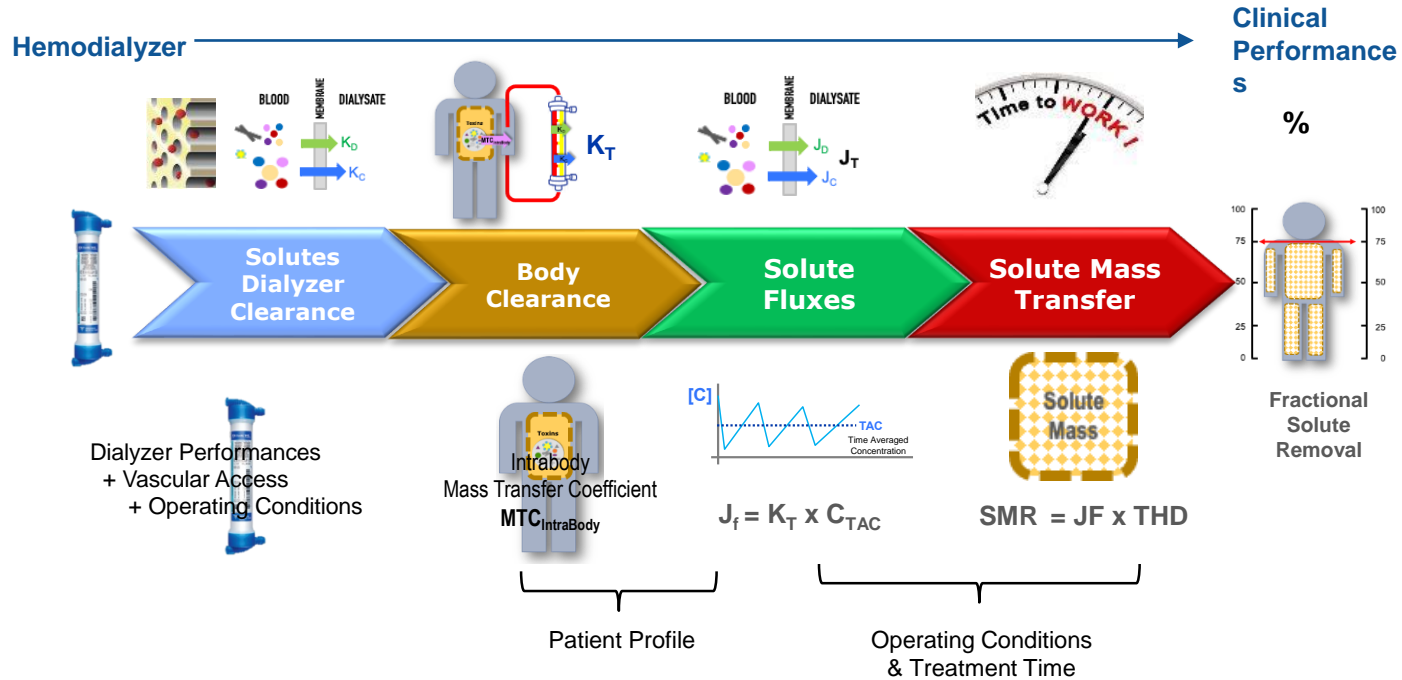 Hemodialyzer
Clinical
Performance
s
%
BLOOD
MEMBRANE
DIALYSATE
K_D
K_C
Toxins
K_T
BLOOD
MEMBRANE
DIALYSATE
J_D
J_T
J_C
Time to WORK !
Solutes
Dialyzer
Clearance
Body
Clearance
Solute
Fluxes
Solute Mass
Transfer
100
75
50
25
0
100
75
50
25
0
Fractional
Solute
Removal
Dialyzer Performances
+ Vascular Access
+ Operating Conditions
Toxins
Intrabody
Mass Transfer Coefficient
MTC_IntraBody
[C]
TAC
Time Averaged
Concentration
J_f = K_T x C_TAC
Solute
Mass
SMR = JF x THD
Patient Profile
Operating Conditions
& Treatment Time